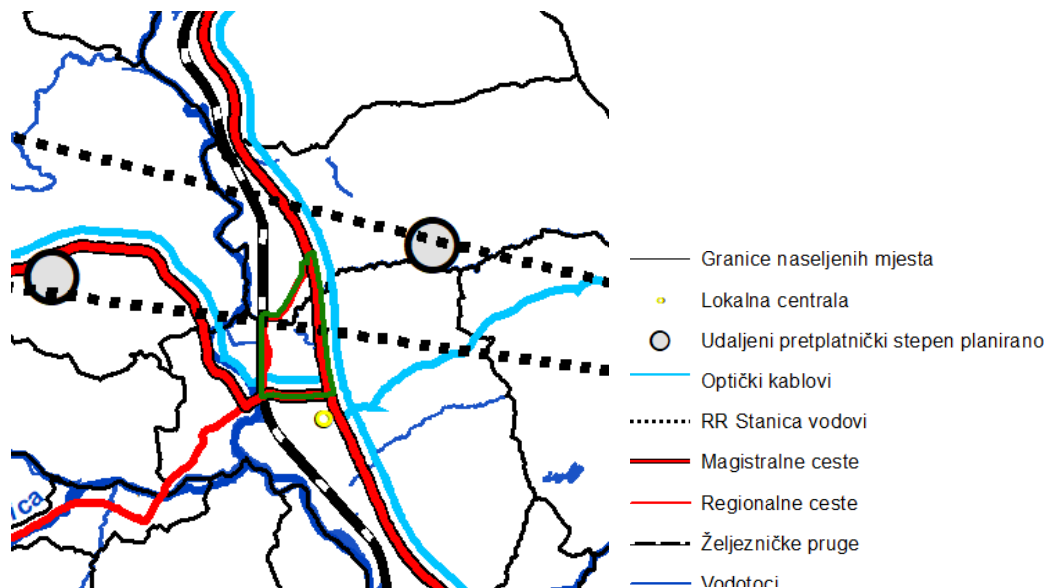 Granice naseljenih mjesta
Lokalna centrala
Udaljeni pretplatnički stepen planirano
Optički kablovi
RR Stanica vodovi
Magistralne ceste
Regionalne ceste
Željezničke pruge
Vodotoci